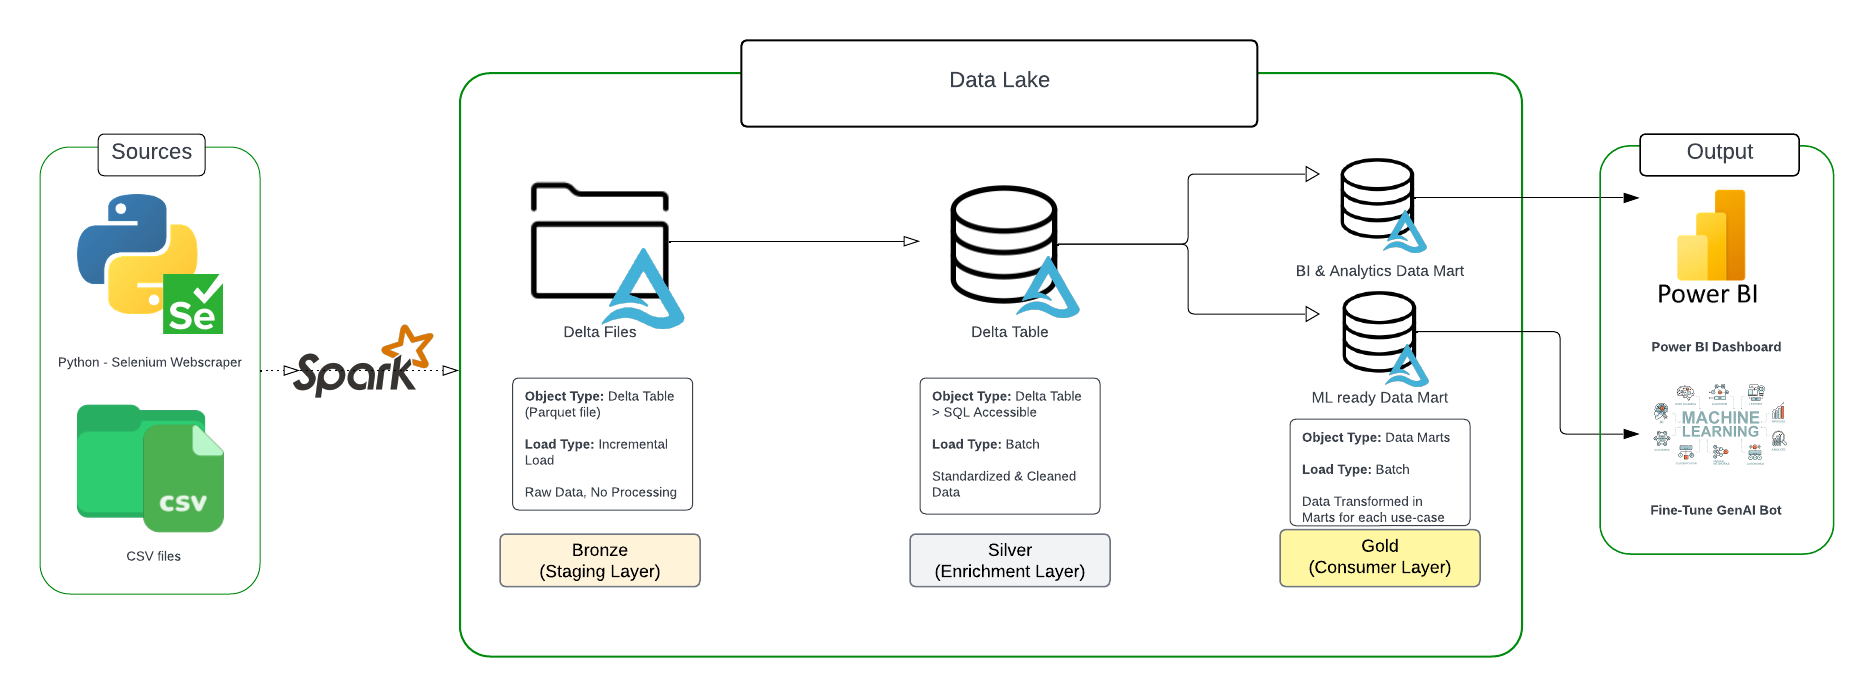 Data Lake
Sources
Se
Python - Selenium Webscraper
CSV
CSV files
Spark
Delta Files
Object Type: Delta Table
(Parquet file)
Load Type: Incremental
Load
Raw Data, No Processing
Bronze
(Staging Layer)
Delta Table
Object Type: Delta Table
> SQL Accessible
Load Type: Batch
Standardized & Cleaned
Data
Silver
(Enrichment Layer)
BI & Analytics Data Mart
ML ready Data Mart
Object Type: Data Marts
Load Type: Batch
Data Transformed in
Marts for each use-case
Gold
(Consumer Layer)
Output
Power BI
Power BI Dashboard
MACHINE
LEARNING
Fine-Tune GenAI Bot